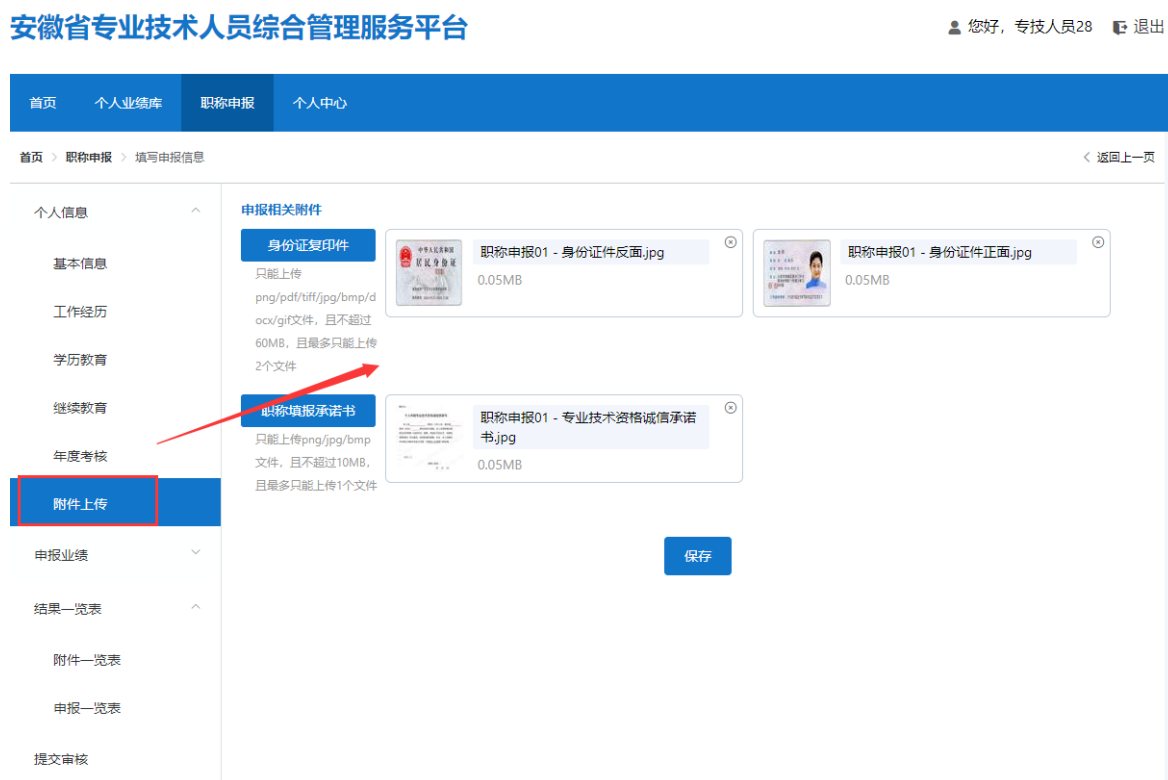 安徽省专业技术人员综合管理服务平台
您好，专技人员28 退出
首页 个人业绩库 职称申报 个人中心
首页 > 职称申报 > 填写申报信息
返回上一页
个人信息
基本信息
工作经历
学历教育
继续教育
年度考核
附件上传
申报业绩
结果一览表
附件一览表
申报一览表
提交审核
申报相关附件
身份证复印件
只能上传
png/pdf/tiff/jpg/bmp/d
ocx/gif文件，且不超过
60MB，且最多只能上传
2个文件
中华人民共和国
居民身份证
职称申报01 - 身份证件反面.jpg
0.05MB
职称申报01 - 身份证件正面.jpg
0.05MB
职称填报承诺书
只能上传png/jpg/bmp
文件，且不超过10MB，
且最多只能上传1个文件
职称申报01 - 专业技术资格诚信承诺
书.jpg
0.05MB
保存